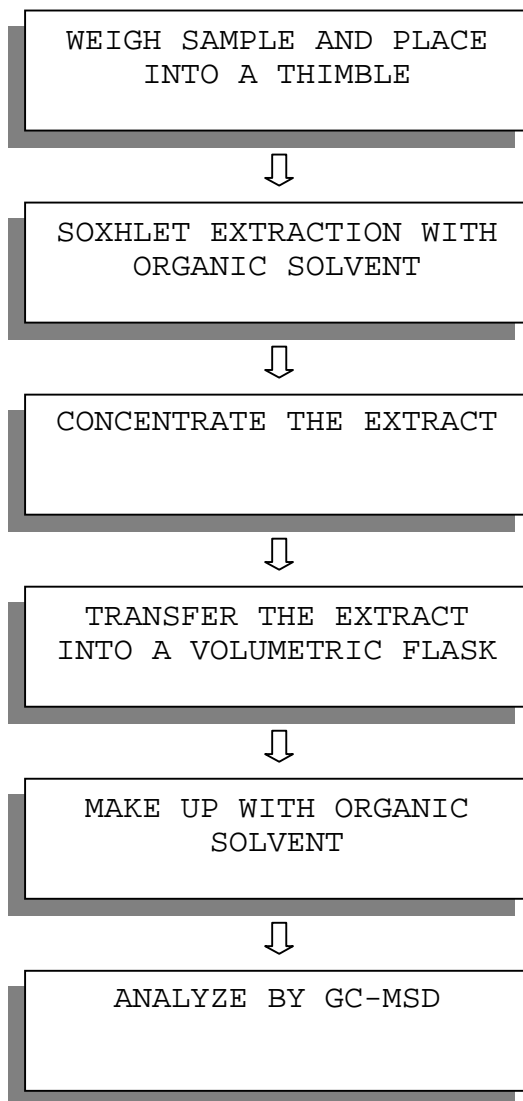 WEIGH SAMPLE AND PLACE
INTO A THIMBLE
SOXHLET EXTRACTION WITH
ORGANIC SOLVENT
CONCENTRATE THE EXTRACT
TRANSFER THE EXTRACT
INTO A VOLUMETRIC FLASK
MAKE UP WITH ORGANIC
SOLVENT
ANALYZE BY GC-MSD